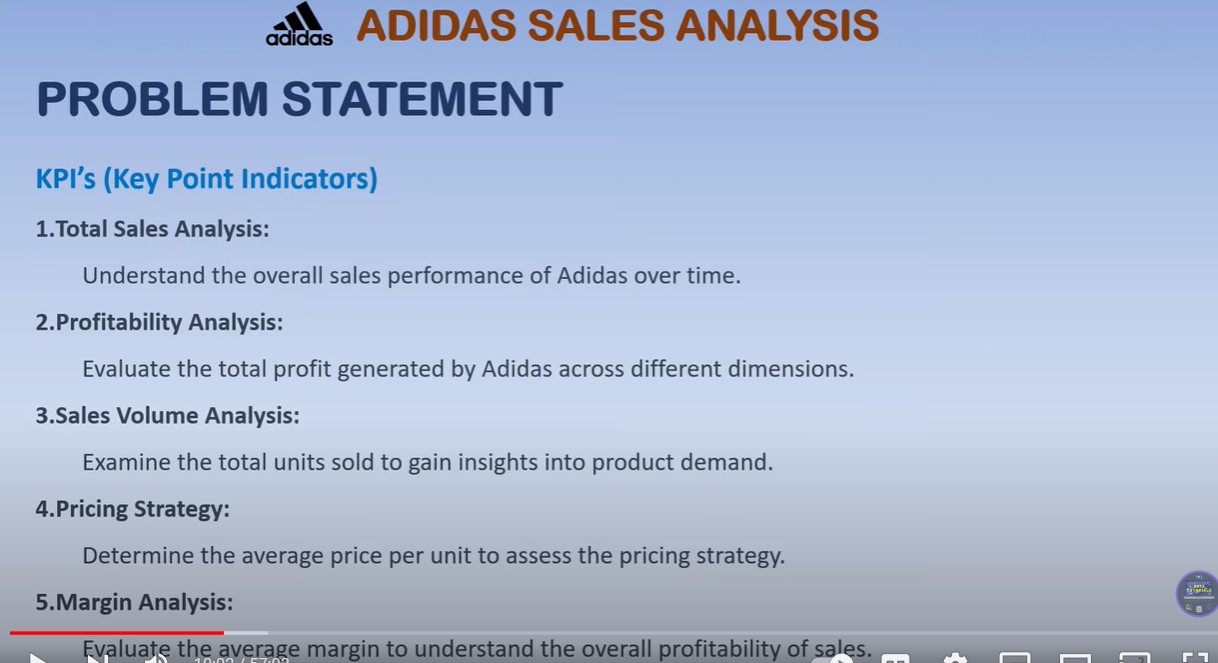 adidas
ADIDAS SALES ANALYSIS
PROBLEM STATEMENT
KPI’s (Key Point Indicators)
1.Total Sales Analysis:
Understand the overall sales performance of Adidas over time.
2.Profitability Analysis:
Evaluate the total profit generated by Adidas across different dimensions.
3.Sales Volume Analysis:
Examine the total units sold to gain insights into product demand.
4.Pricing Strategy:
Determine the average price per unit to assess the pricing strategy.
5.Margin Analysis:
Evaluate the average margin to understand the overall profitability of sales.